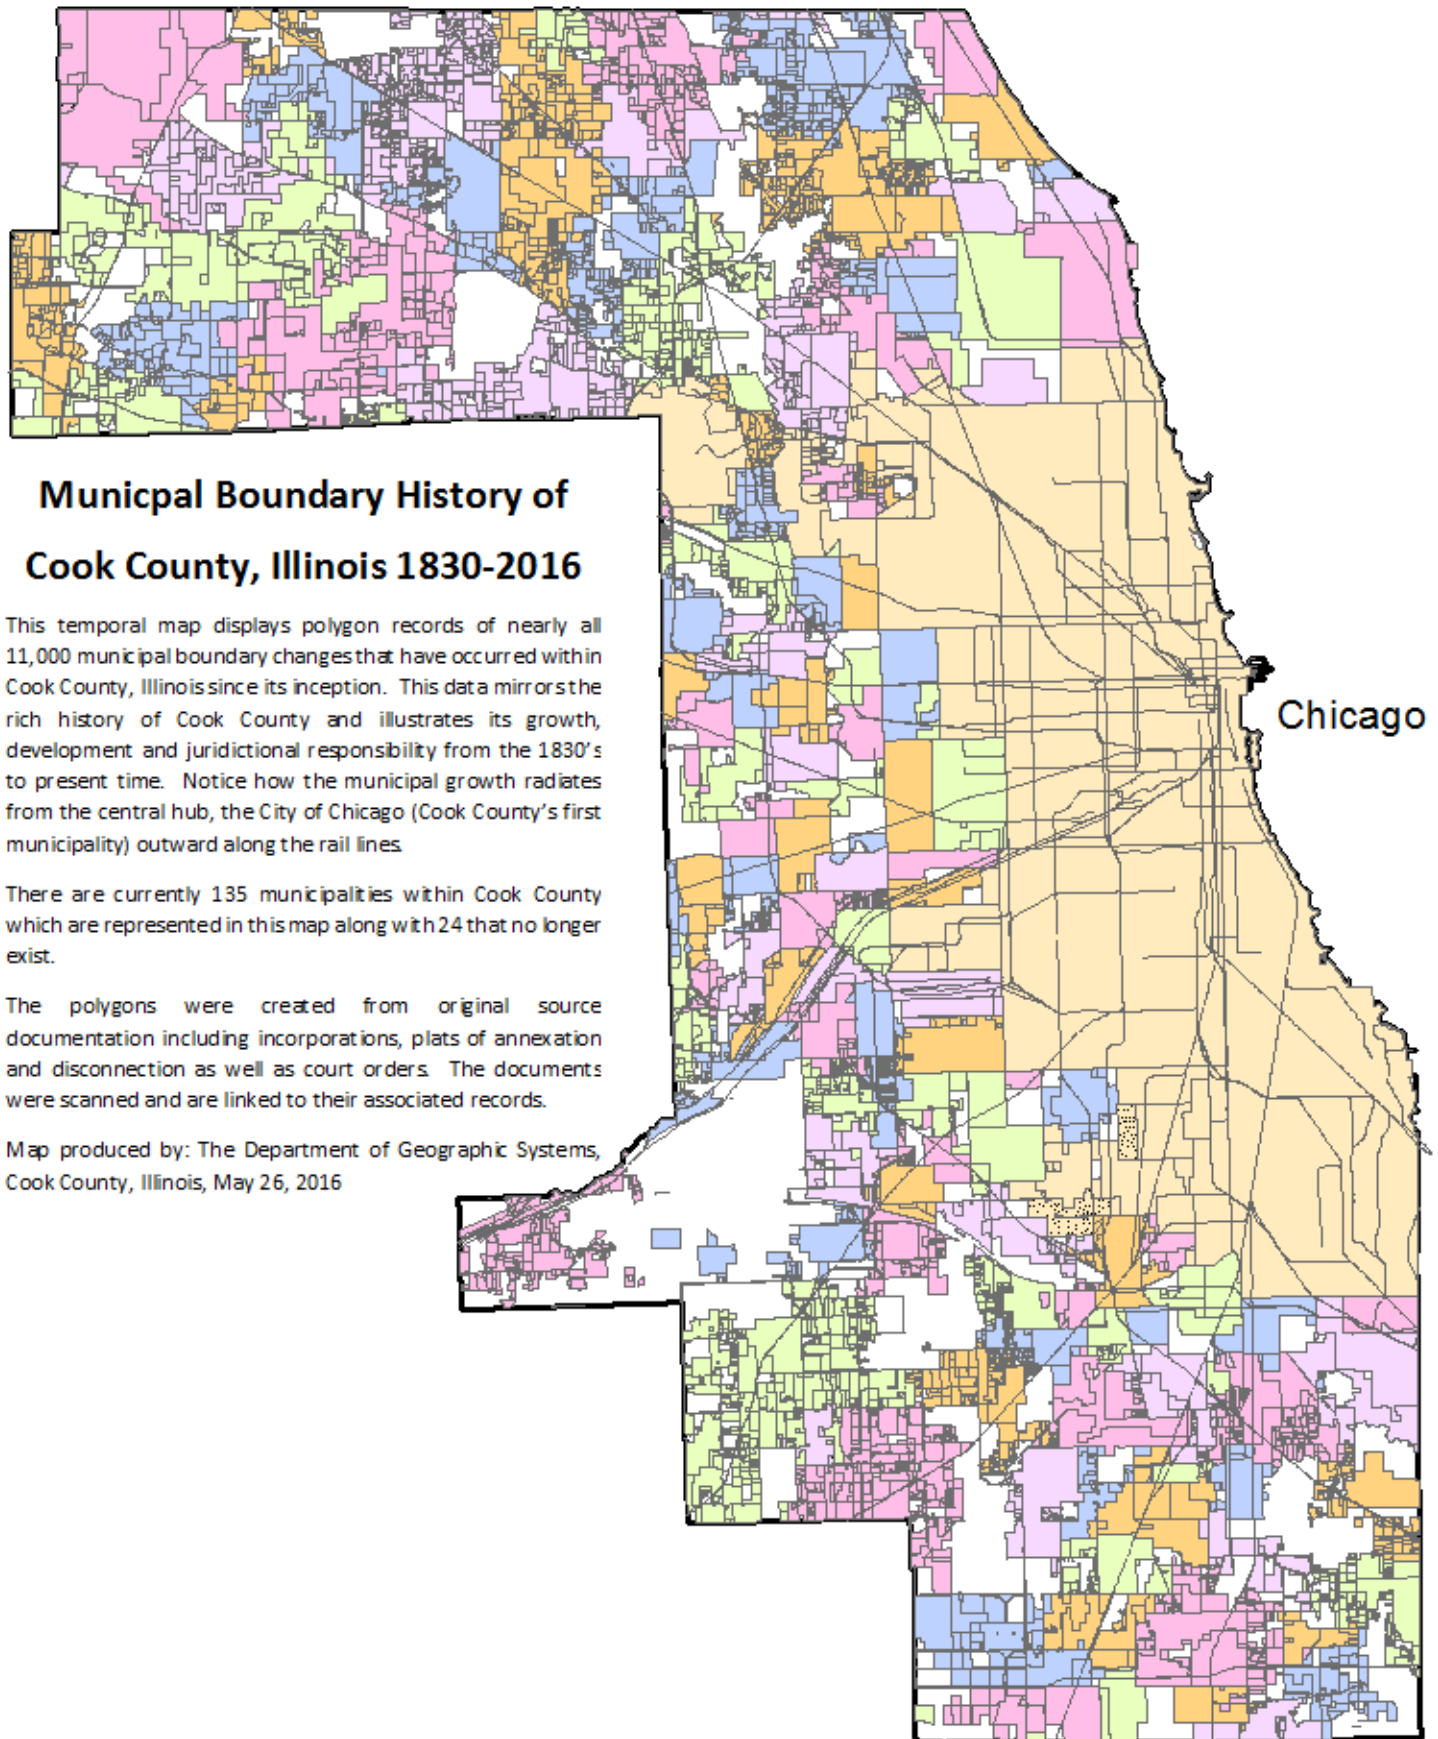 Municpal Boundary History of
Cook County, Illinois 1830-2016
This temporal map displays polygon records of nearly all
11,000 municipal boundary changes that have occurred within
Cook County, Illinois since its inception. This data mirrors the
rich history of Cook County and illustrates its growth,
development and juridictional responsibility from the 1830's
to present time. Notice how the municipal growth radiates
from the central hub, the City of Chicago (Cook County's first
municipality) outward along the rail lines.
There are currently 135 municipalities within Cook County
which are represented in this map along with 24 that no longer
exist.
The polygons were created from original source
documentation including incorporations, plats of annexation
and disconnection as well as court orders. The documents
were scanned and are linked to their associated records.
Map produced by: The Department of Geographic Systems,
Cook County, Illinois, May 26, 2016
Chicago